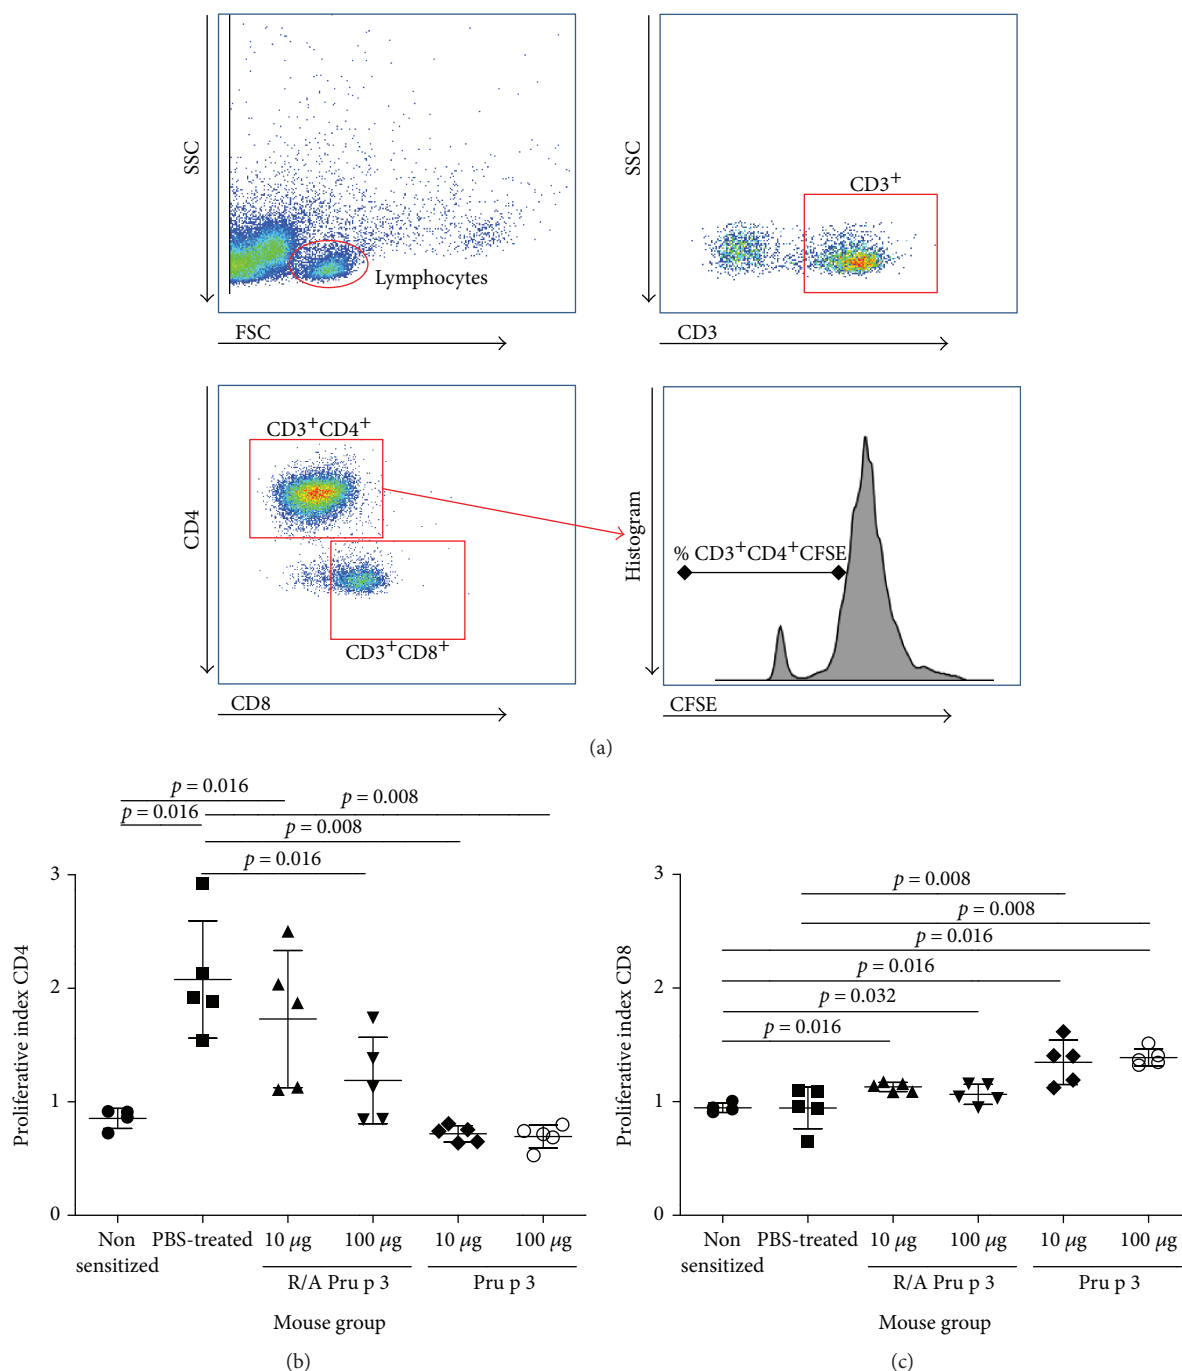 SSC
Lymphocytes
FSC
SSC
CD3+
CD3
CD4
CD3+CD4+
CD3+CD8+
CD8
Histogram
% CD3+CD4+CFSE
CFSE
(a)
p = 0.016
p = 0.016
p = 0.008
p = 0.008
p = 0.016
Proliferative index CD4
3
2
1
0
Non sensitized
PBS-treated
10 μg
100 μg
10 μg
100 μg
R/A Pru p 3
Pru p 3
Mouse group
(b)
p = 0.008
p = 0.008
p = 0.016
p = 0.016
p = 0.032
p = 0.016
Proliferative index CD8
3
2
1
0
Non sensitized
PBS-treated
10 μg
100 μg
10 μg
100 μg
R/A Pru p 3
Pru p 3
Mouse group
(c)